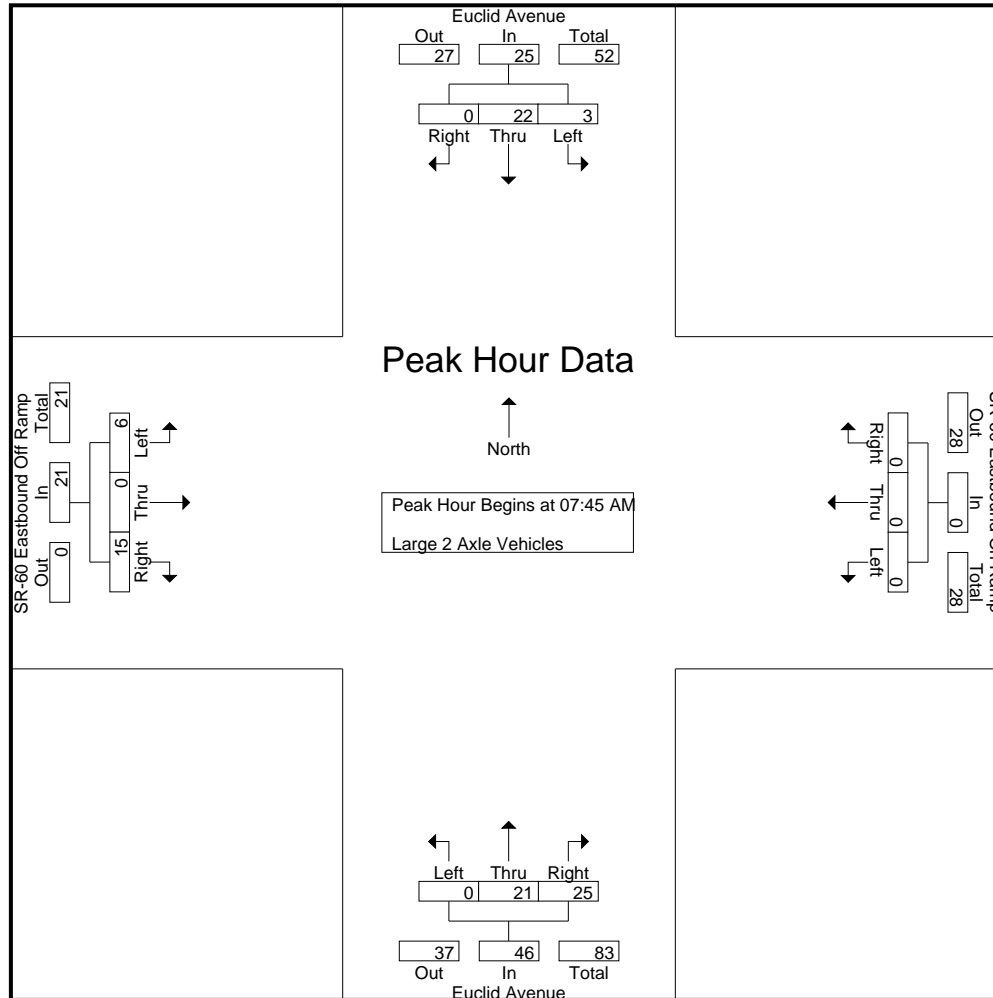 Euclid Avenue
Out In Total
27 25 52
0 22 3
Right Thru Left
Peak Hour Data
North
Peak Hour Begins at 07:45 AM
Large 2 Axle Vehicles
SR-60 Eastbound Off Ramp
Out In Total
0 21 21
Left Thru Right
6 0 15
Out In Total
28 0 28
Right Thru Left
0 0 0
Left Thru Right
0 21 25
37 46 83
Out In Total
Euclid Avenue